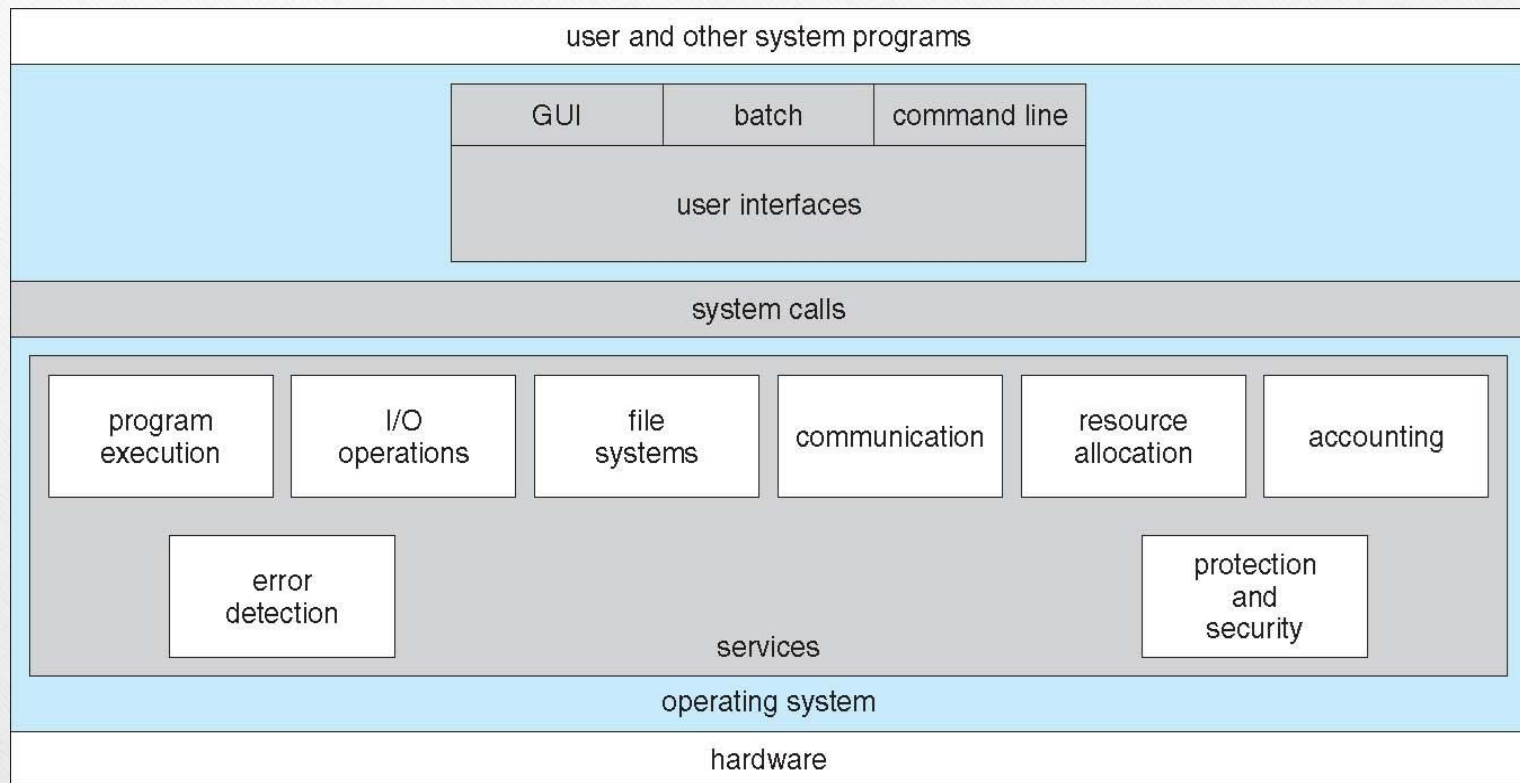 user and other system programs
GUI
batch
command line
user interfaces
system calls
program
execution
I/O
operations
file
systems
communication
resource
allocation
accounting
error
detection
protection
and
security
services
operating system
hardware